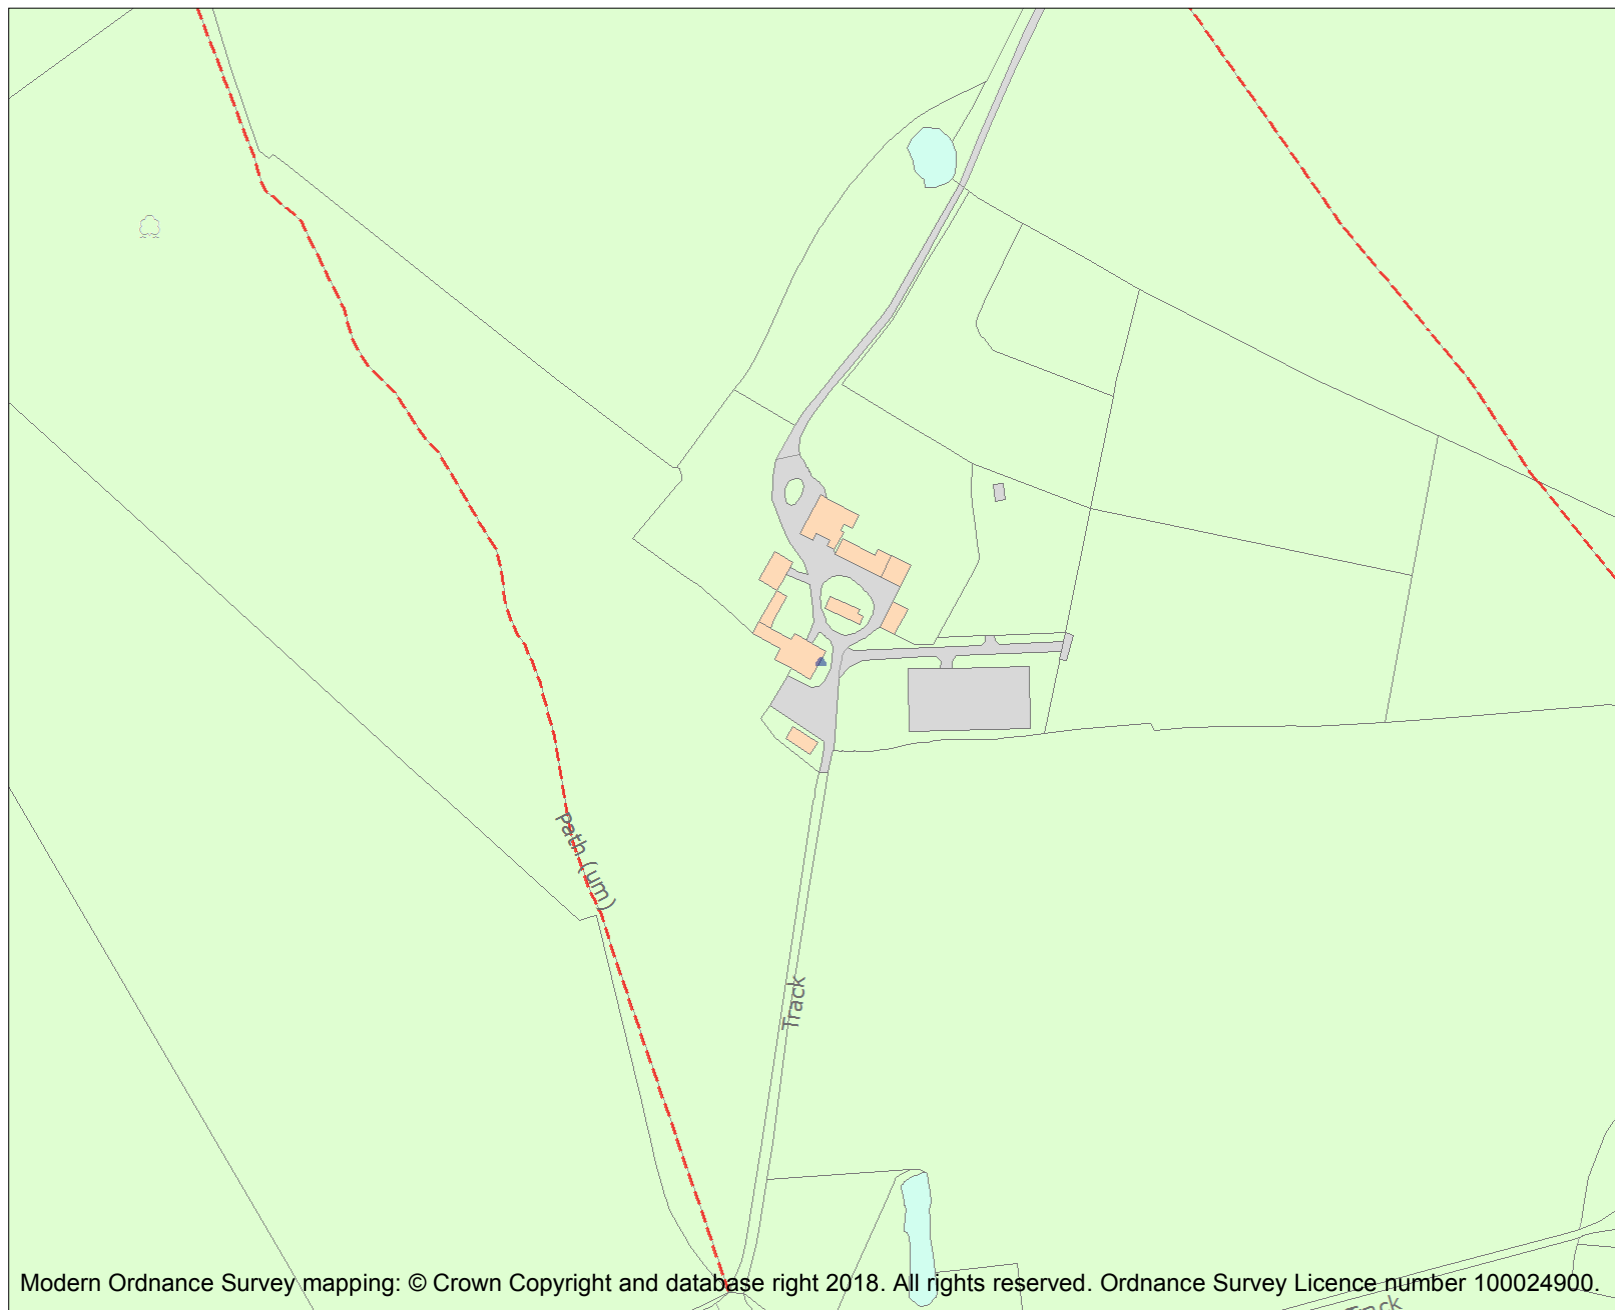 Path (um)
Track
Modern Ordnance Survey mapping: © Crown Copyright and database right 2018. All rights reserved. Ordnance Survey Licence number 100024900.
Track